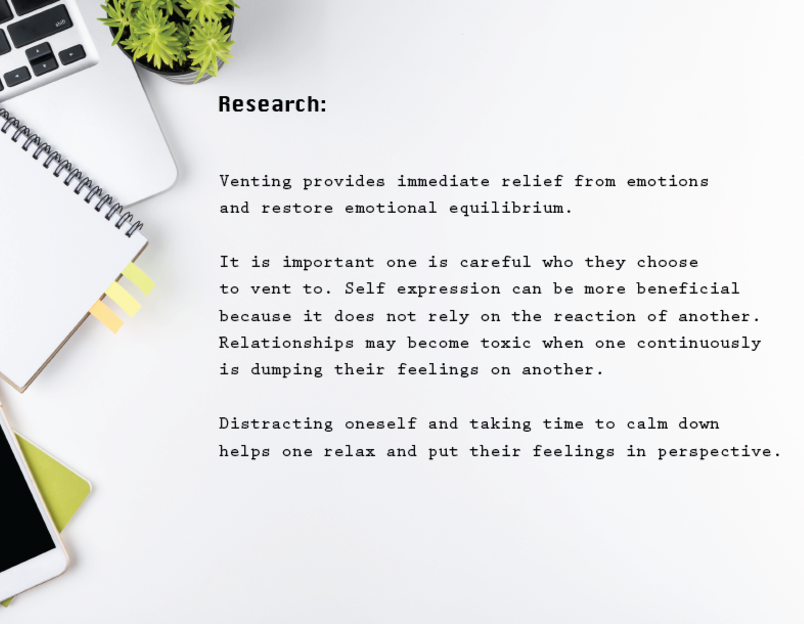 shift
Research:
Venting provides immediate relief from emotions
and restore emotional equilibrium.
It is important one is careful who they choose
to vent to. Self expression can be more beneficial
because it does not rely on the reaction of another.
Relationships may become toxic when one continuously
is dumping their feelings on another.
Distracting oneself and taking time to calm down
helps one relax and put their feelings in perspective.